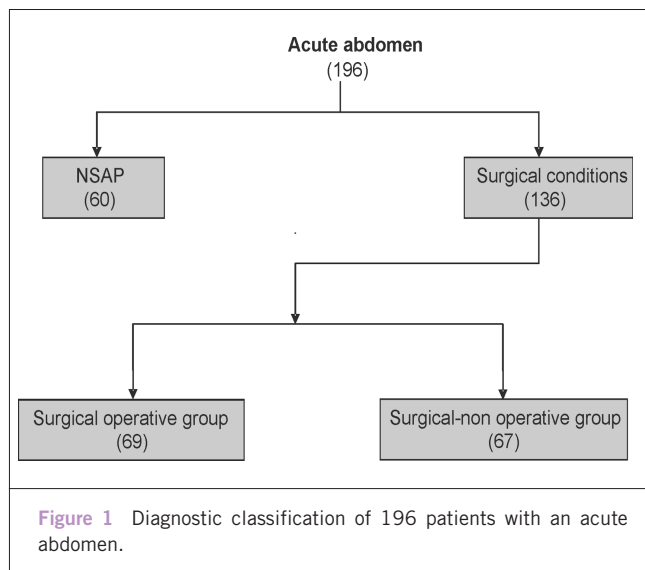 Acute abdomen
(196)
NSAP
(60)
Surgical conditions
(136)
Surgical operative group
(69)
Surgical-non operative group
(67)
Figure 1 Diagnostic classification of 196 patients with an acute
abdomen.